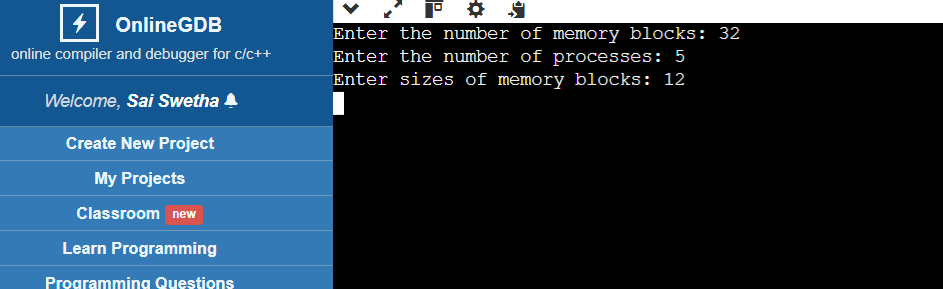 OnlineGDB
online compiler and debugger for c/c++
Welcome, Sai Swetha
Create New Project
My Projects
Classroom new
Learn Programming
Programming Questions
Enter the number of memory blocks: 32
Enter the number of processes: 5
Enter sizes of memory blocks: 12